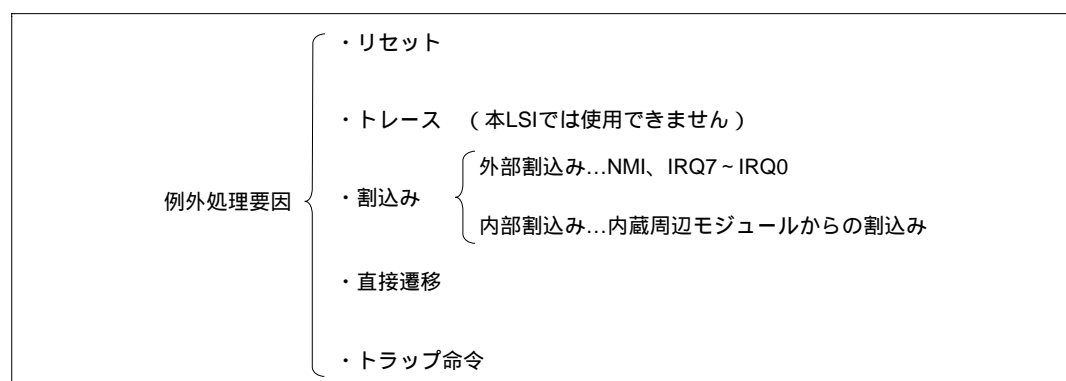 ・リセット
・トレース （本LSIでは使用できません）
外部割込み…NMI、IRQ7～IRQ0
例外処理要因 ・割込み
内部割込み…内蔵周辺モジュールからの割込み
・直接遷移
・トラップ命令